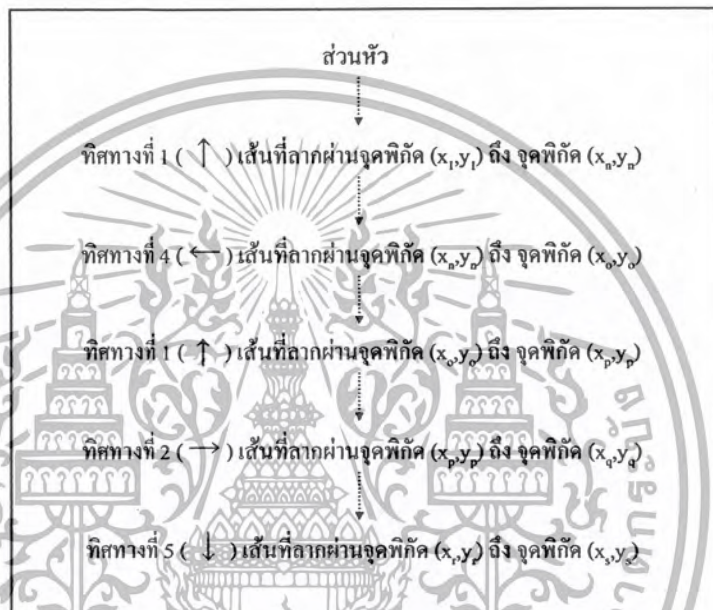 ส่วนหัว
ทิศทางที่ 1 ( ↑ ) เส้นที่ลากผ่านจุดพิกัด (x₁,y₁) ถึง จุดพิกัด (xₙ,yₙ)
ทิศทางที่ 4 ( ← ) เส้นที่ลากผ่านจุดพิกัด (xₙ,yₙ) ถึง จุดพิกัด (xₒ,yₒ)
ทิศทางที่ 1 ( ↑ ) เส้นที่ลากผ่านจุดพิกัด (xₒ,yₒ) ถึง จุดพิกัด (xₚ,yₚ)
ทิศทางที่ 2 ( → ) เส้นที่ลากผ่านจุดพิกัด (xₚ,yₚ) ถึง จุดพิกัด (x_q,y_q)
ทิศทางที่ 5 ( ↓ ) เส้นที่ลากผ่านจุดพิกัด (xᵣ,yᵣ) ถึง จุดพิกัด (xₛ,yₛ)